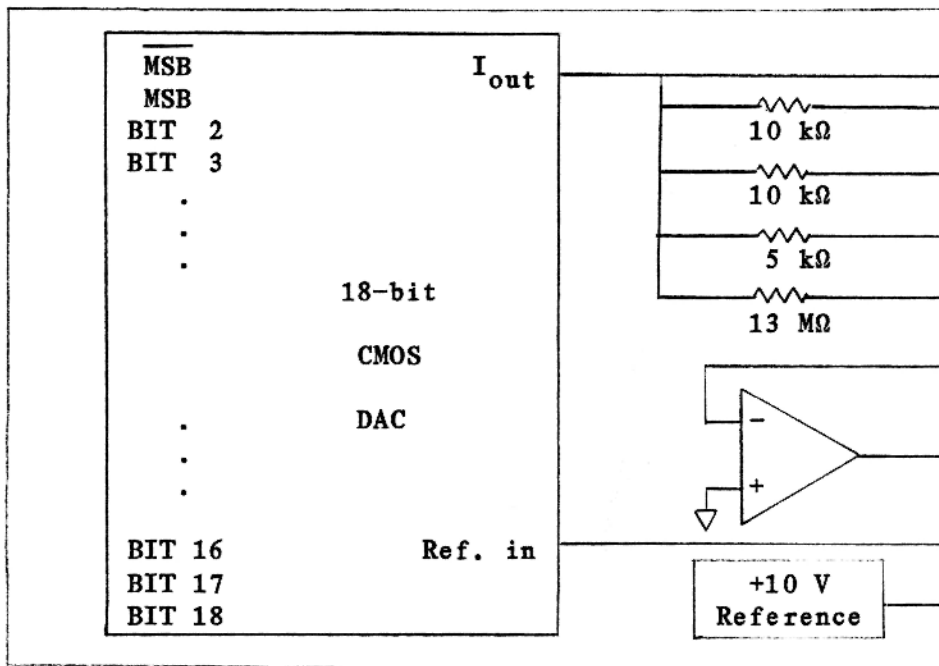 MSB
MSB
BIT 2
BIT 3
18-bit
CMOS
DAC
BIT 16
BIT 17
BIT 18
Iout
Ref. in
10 kΩ
10 kΩ
5 kΩ
13 MΩ
-
+
+10 V
Reference